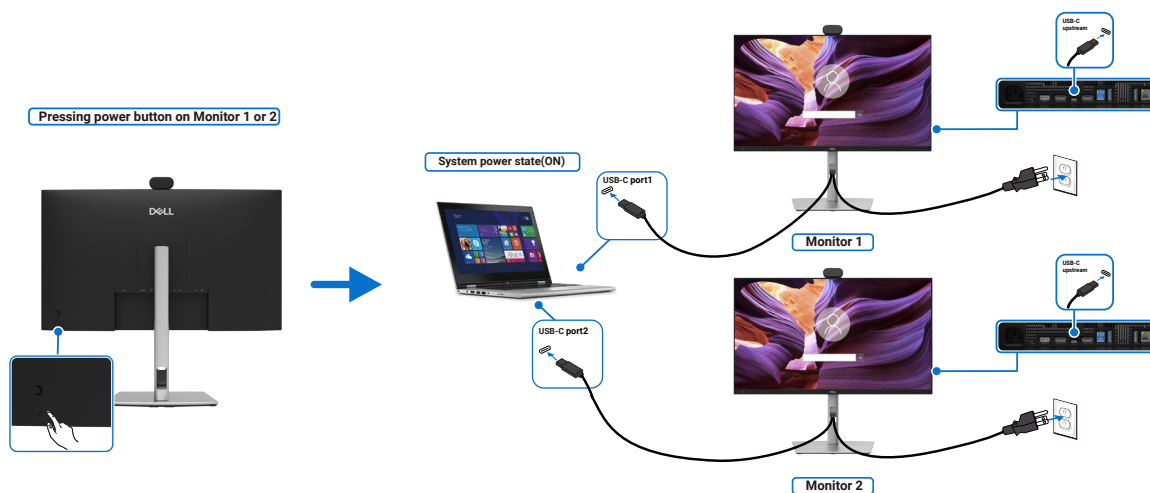 Pressing power button on Monitor 1 or 2
DELL
System power state(ON)
USB-C port1
Start
USB-C
upstream
Monitor 1
USB-C port2
USB-C
upstream
Monitor 2